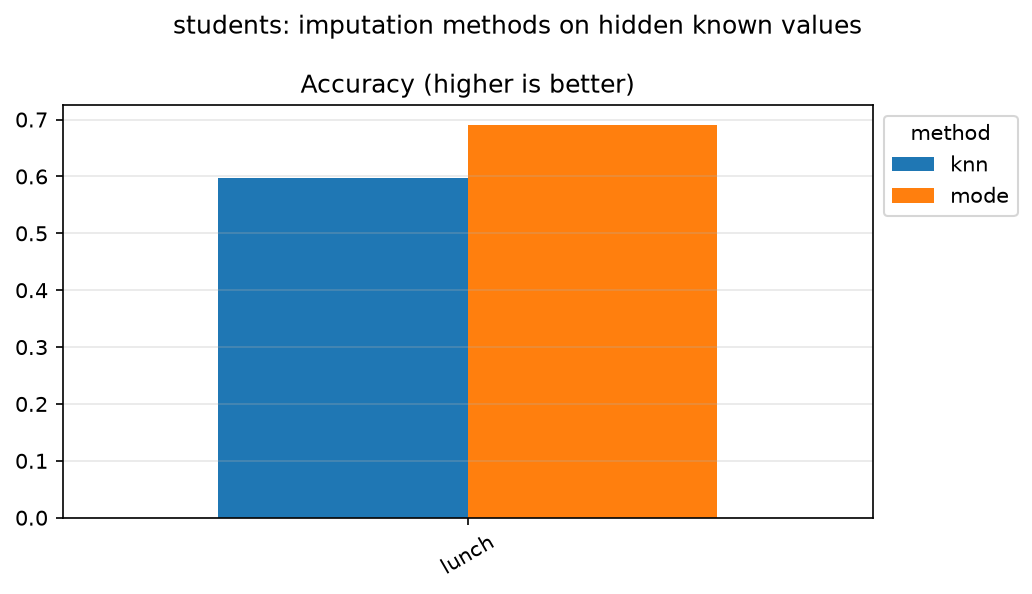 students: imputation methods on hidden known values
Accuracy (higher is better)
0.7
0.6
0.5
0.4
0.3
0.2
0.1
0.0
lunch
method
knn
mode